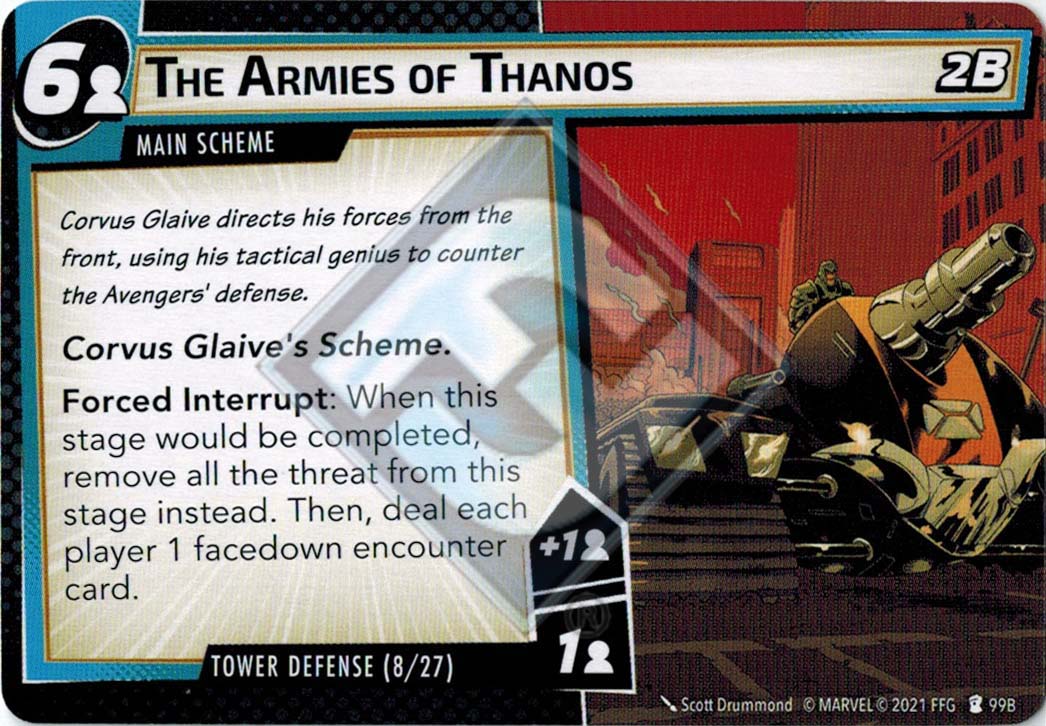 6
THE ARMIES OF THANOS
2B
MAIN SCHEME
Corvus Glaive directs his forces from the
front, using his tactical genius to counter
the Avengers' defense.
Corvus Glaive's Scheme.
Forced Interrupt: When this
stage would be completed,
remove all the threat from this
stage instead. Then, deal each
player 1 facedown encounter
card.
+1
1
TOWER DEFENSE (8/27)
Scott Drummond © MARVEL © 2021 FFG 99B